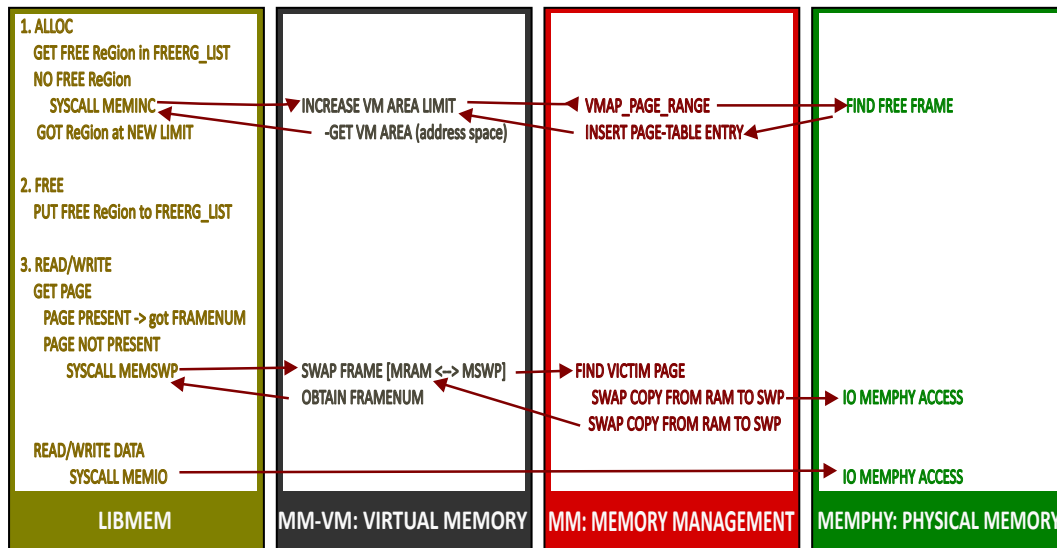 1. ALLOC
GET FREE ReGion in FREERG_LIST
NO FREE ReGion
SYSCALL MEMINC
GOT ReGion at NEW LIMIT
2. FREE
PUT FREE ReGion to FREERG_LIST
3. READ/WRITE
GET PAGE
PAGE PRESENT -> got FRAMENUM
PAGE NOT PRESENT
SYSCALL MEMSWP
READ/WRITE DATA
SYSCALL MEMIO
LIBMEM
INCREASE VM AREA LIMIT
-GET VM AREA (address space)
SWAP FRAME [MRAM <--> MSWP]
OBTAIN FRAMENUM
MM-VM: VIRTUAL MEMORY
VMAP_PAGE_RANGE
INSERT PAGE-TABLE ENTRY
FIND VICTIM PAGE
SWAP COPY FROM RAM TO SWP
SWAP COPY FROM RAM TO SWP
MM: MEMORY MANAGEMENT
FIND FREE FRAME
IO MEMPHY ACCESS
IO MEMPHY ACCESS
MEMPHY: PHYSICAL MEMORY